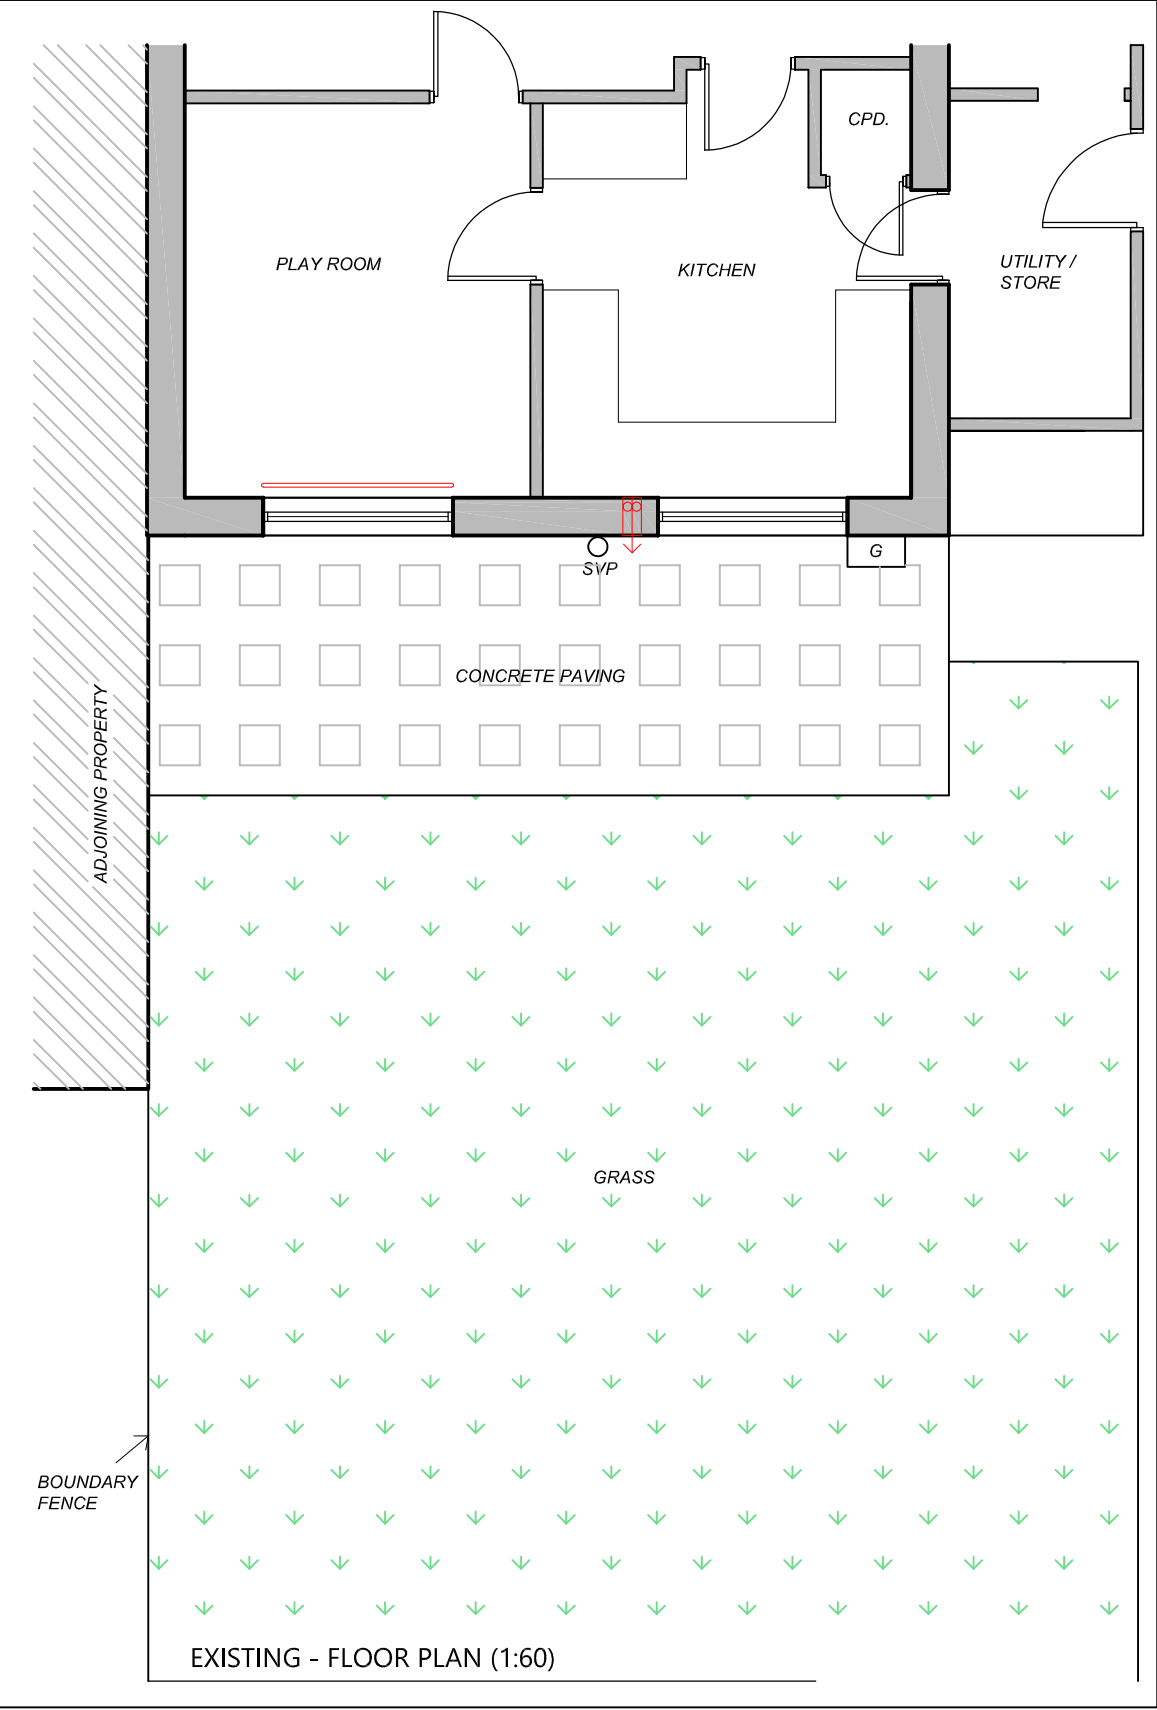 CPD.
PLAY ROOM
KITCHEN
UTILITY /
STORE
G
SVP
CONCRETE PAVING
ADJOINING PROPERTY
GRASS
BOUNDARY
FENCE
EXISTING - FLOOR PLAN (1:60)